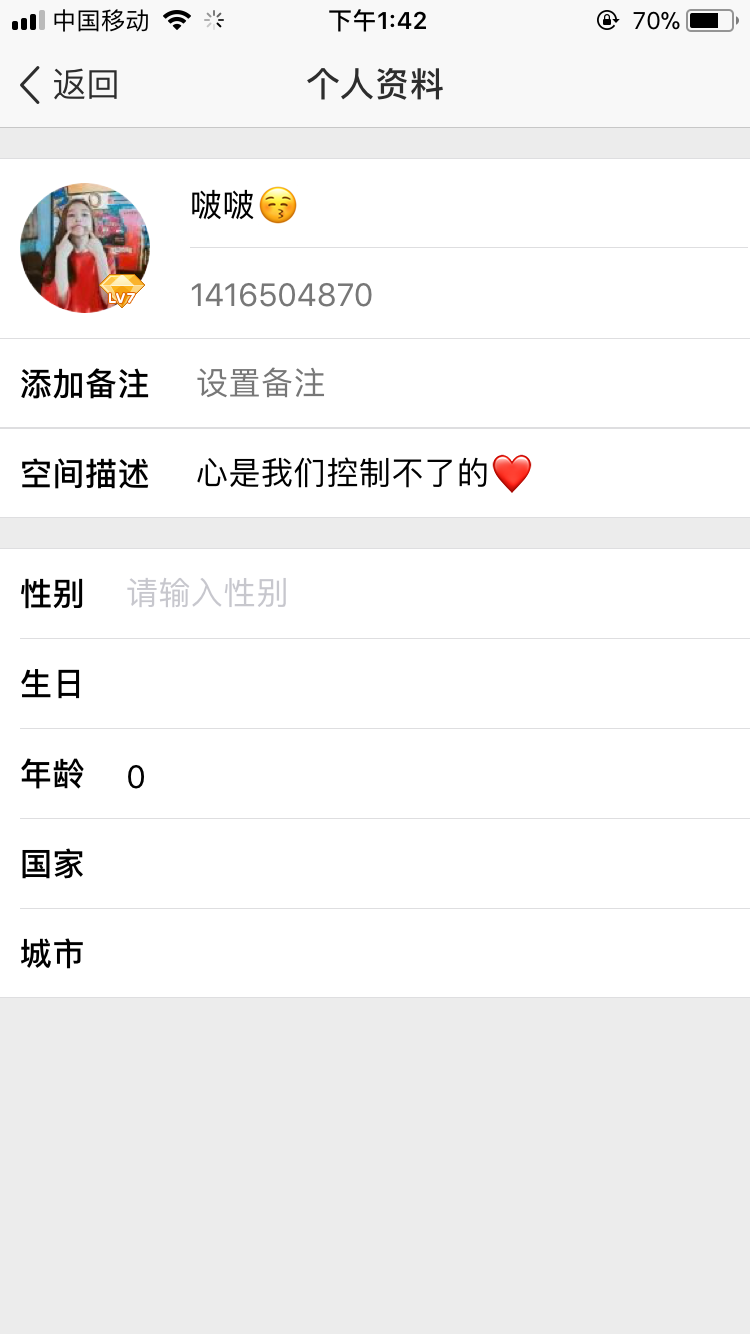 中国移动 下午1:42 70%
返回 个人资料
啵啵😚
LV7
1416504870
添加备注 设置备注
空间描述 心是我们控制不了的❤️
性别 请输入性别
生日
年龄 0
国家
城市